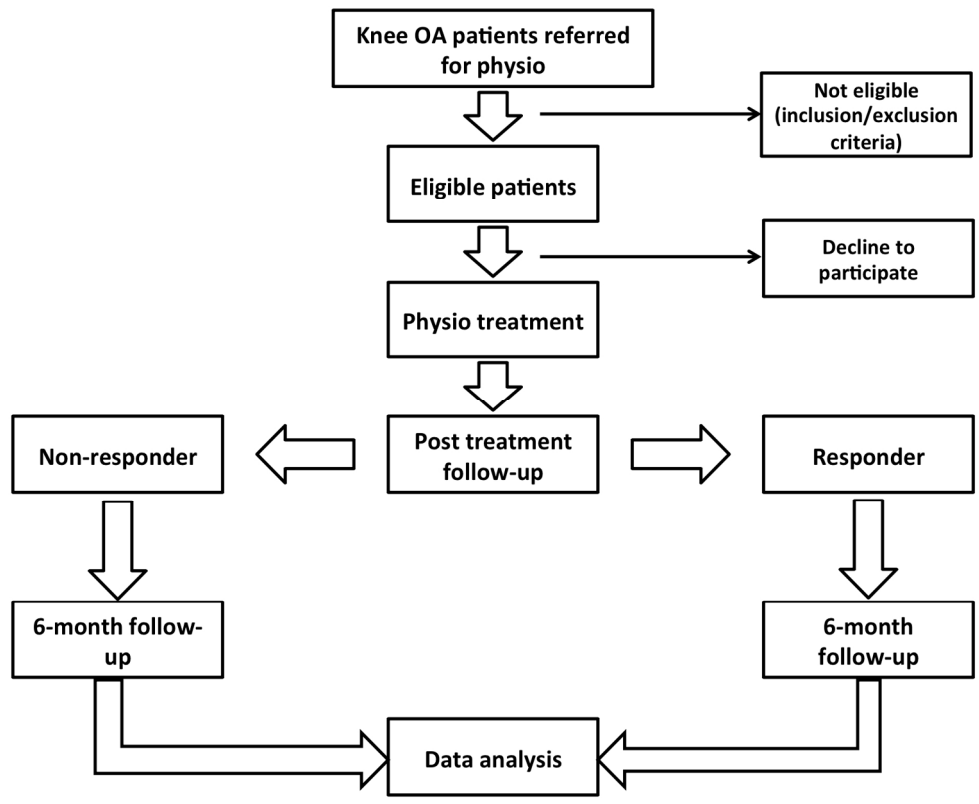 Knee OA patients referred
for physio
Not eligible
(inclusion/exclusion
criteria)
Eligible patients
Decline to
participate
Physio treatment
Non-responder
Post treatment
follow-up
Responder
6-month follow-
up
6-month
follow-up
Data analysis